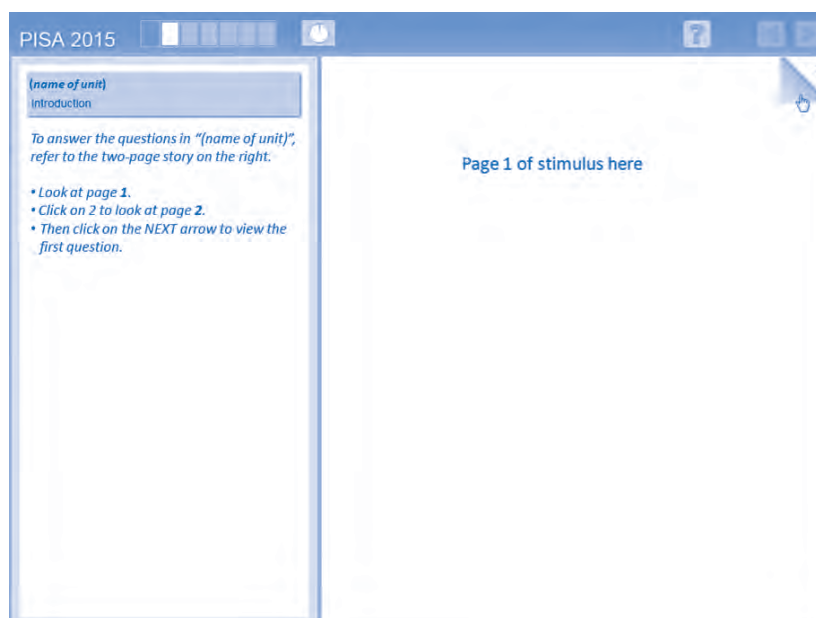 PISA 2015
?
(name of unit)
Introduction
To answer the questions in "(name of unit)",
refer to the two-page story on the right.
• Look at page 1.
• Click on 2 to look at page 2.
• Then click on the NEXT arrow to view the
first question.
Page 1 of stimulus here